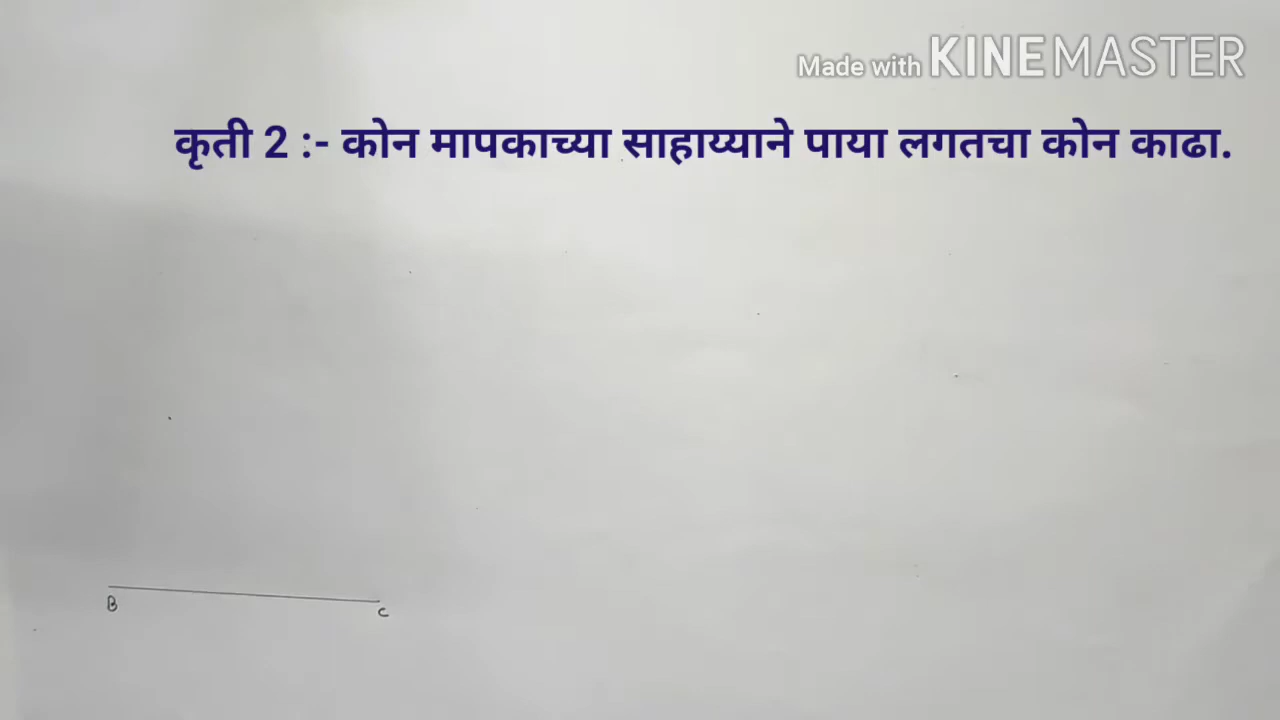 Made with KINEMASTER
कृती 2 :- कोन मापकाच्या साहाय्याने पाया लगतचा कोन काढा.
B
C